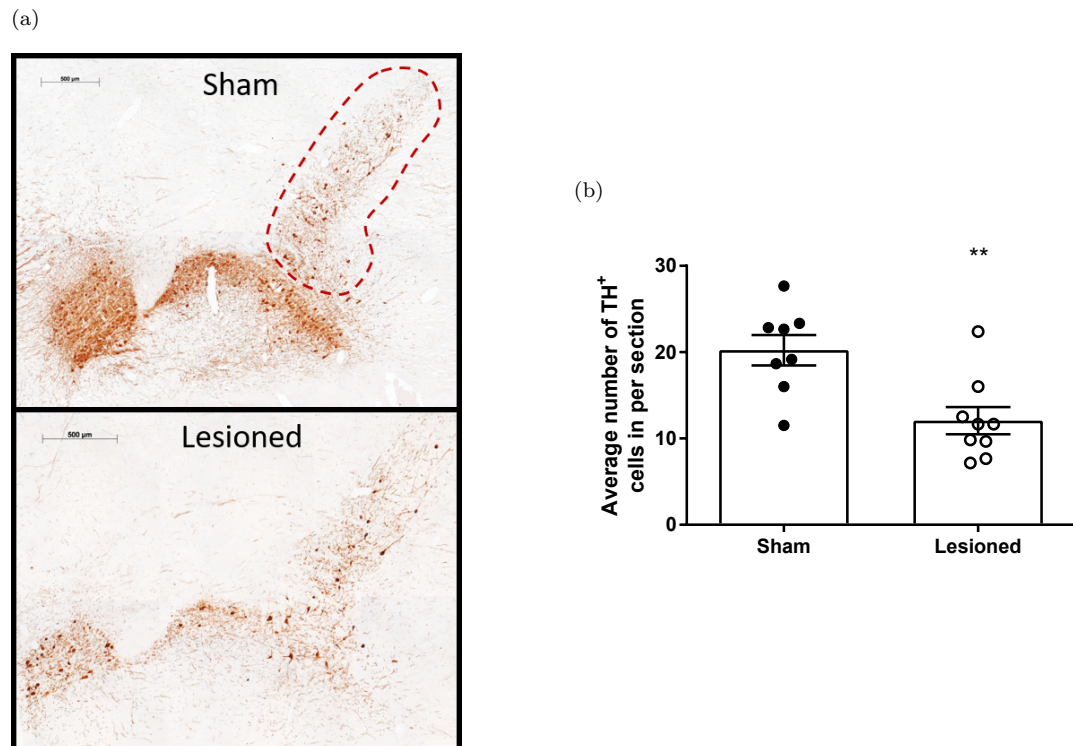 (a)
500 µm
Sham
500 µm
Lesioned
(b)
**
Average number of TH+
cells in per section
30
20
10
0
Sham
Lesioned